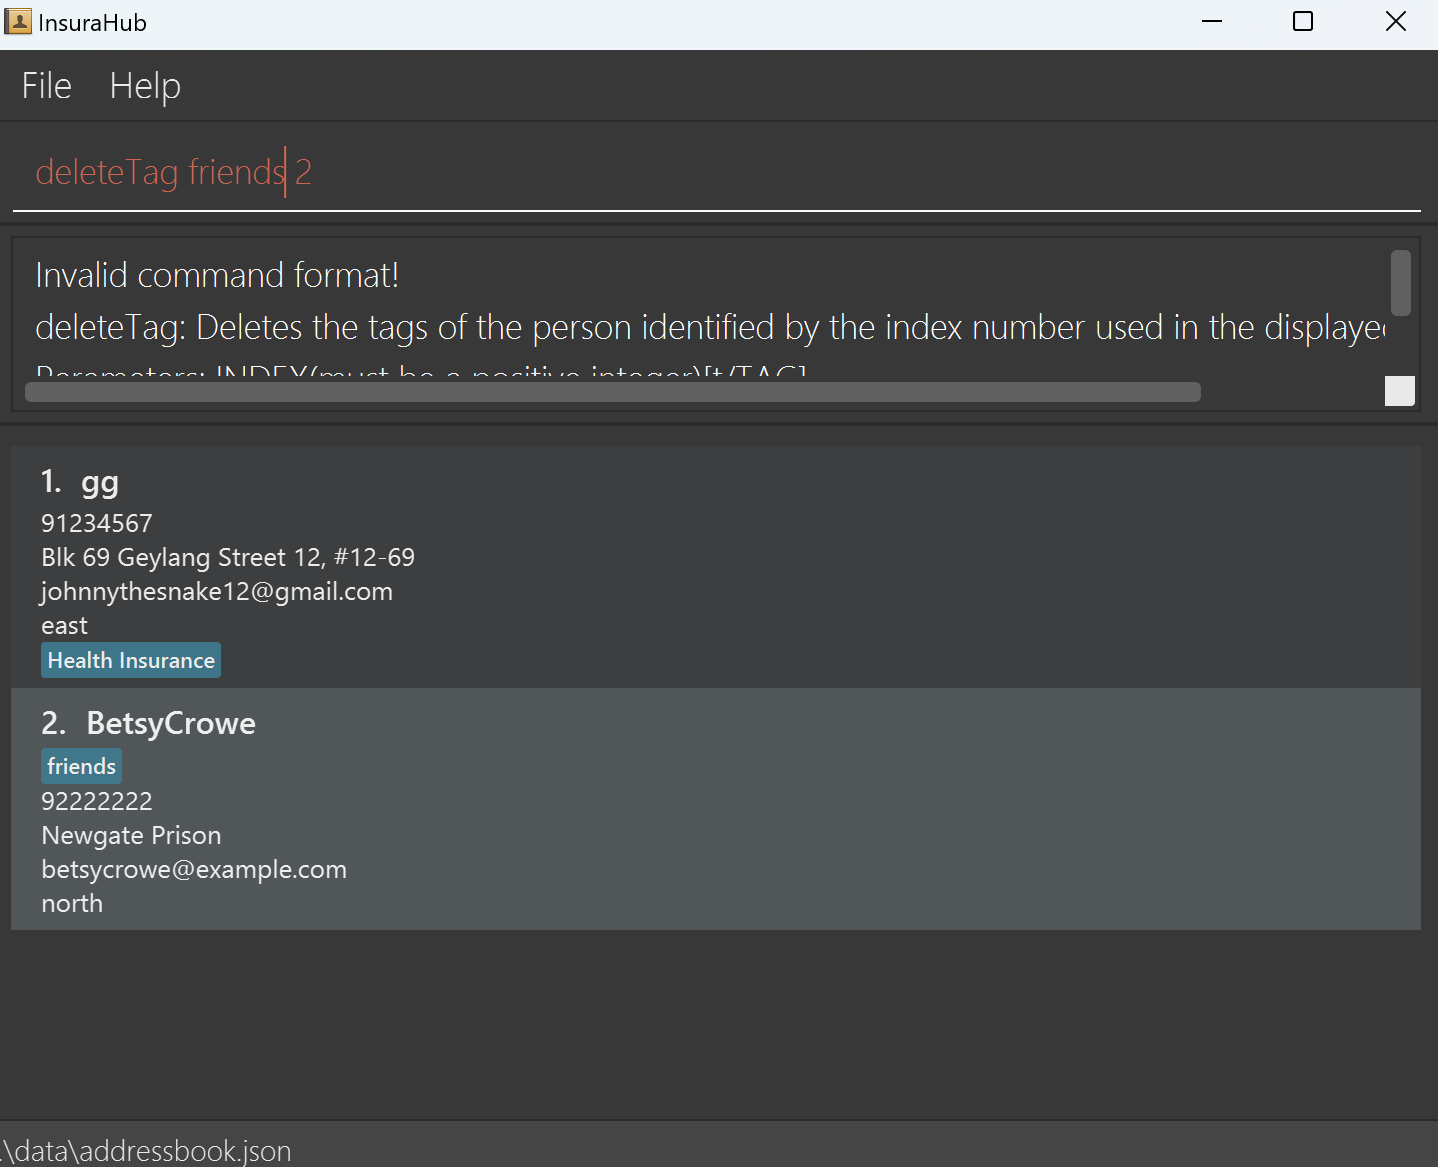 InsuraHub
File Help
deleteTag friends 2
Invalid command format!
deleteTag: Deletes the tags of the person identified by the index number used in the displayed
Parameters: INDEX(must be a positive integer)[t/TAG]
1. gg
91234567
Blk 69 Geylang Street 12, #12-69
johnnythesnake12@gmail.com
east
Health Insurance
2. BetsyCrowe
friends
92222222
Newgate Prison
betsycrowe@example.com
north
.\data\addressbook.json